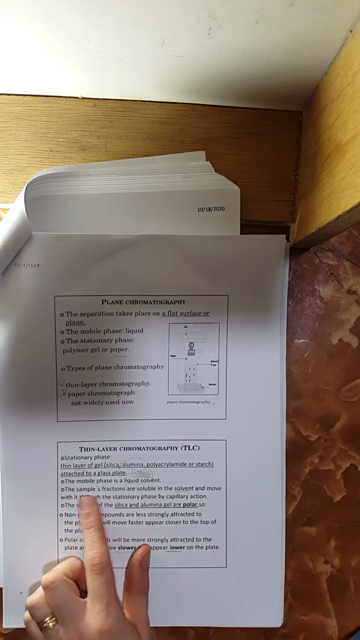 10/18/2020
PLANE CHROMATOGRAPHY
The separation takes place on a flat surface or
plane.
The mobile phase: liquid.
The stationary phase:
polymer gel or paper.
Types of plane chromatography
thin-layer chromatography.
paper chromatograph:
not widely used now
paper chromatography
THIN-LAYER CHROMATOGRAPHY (TLC)
Stationary phase:
thin layer of gel (silica, alumina, polyacrylamide or starch)
attached to a glass plate.
The mobile phase is a liquid solvent.
The sample's fractions are soluble in the solvent and move
with it the stationary phase by capillary action.
The of the silica and alumina gel are polar so:
Non- compounds are less strongly attracted to
the will move faster appear closer to the top of
the
Polar will be more strongly attracted to the
plate slower appear lower on the plate.